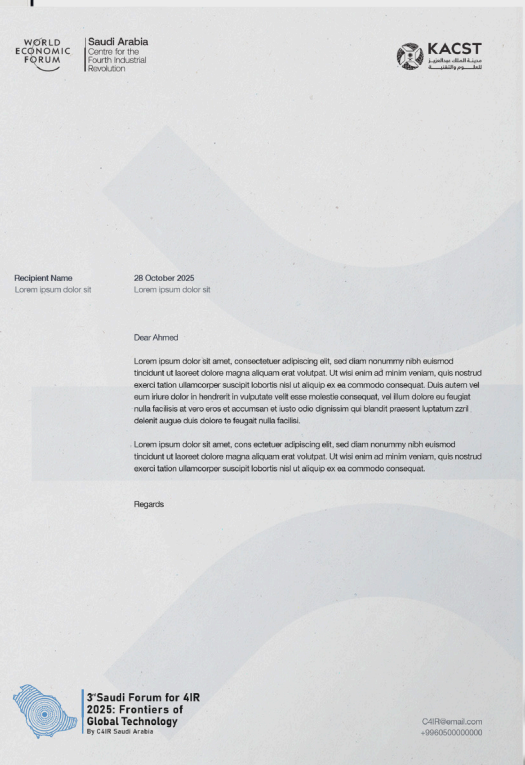 WORLD
ECONOMIC
FORUM
Saudi Arabia
Centre for the
Fourth Industrial
Revolution
KACST
مدينة الملك عبدالعزيز
للعلوم والتقنية
Recipient Name
Lorem ipsum dolor sit
28 October 2025
Lorem ipsum dolor sit
Dear Ahmed
Lorem ipsum dolor sit amet, consectetuer adipiscing elit, sed diam nonummy nibh euismod
tincidunt ut laoreet dolore magna aliquam erat volutpat. Ut wisi enim ad minim veniam, quis nostrud
exerci tation ullamcorper suscipit lobortis nisl ut aliquip ex ea commodo consequat. Duis autem vel
eum iriure dolor in hendrerit in vulputate velit esse molestie consequat, vel illum dolore eu feugiat
nulla facilisis at vero eros et accumsan et iusto odio dignissim qui blandit praesent luptatum zzril
delenit augue duis dolore te feugait nulla facilisi.
Lorem ipsum dolor sit amet, cons ectetuer adipiscing elit, sed diam nonummy nibh euismod
tincidunt ut laoreet dolore magna aliquam erat volutpat. Ut wisi enim ad minim veniam, quis nostrud
exerci tation ullamcorper suscipit lobortis nisl ut aliquip ex ea commodo consequat.
Regards
3rd Saudi Forum for 4IR
2025: Frontiers of
Global Technology
By C4IR Saudi Arabia
C4IR@email.com
+9960500000000